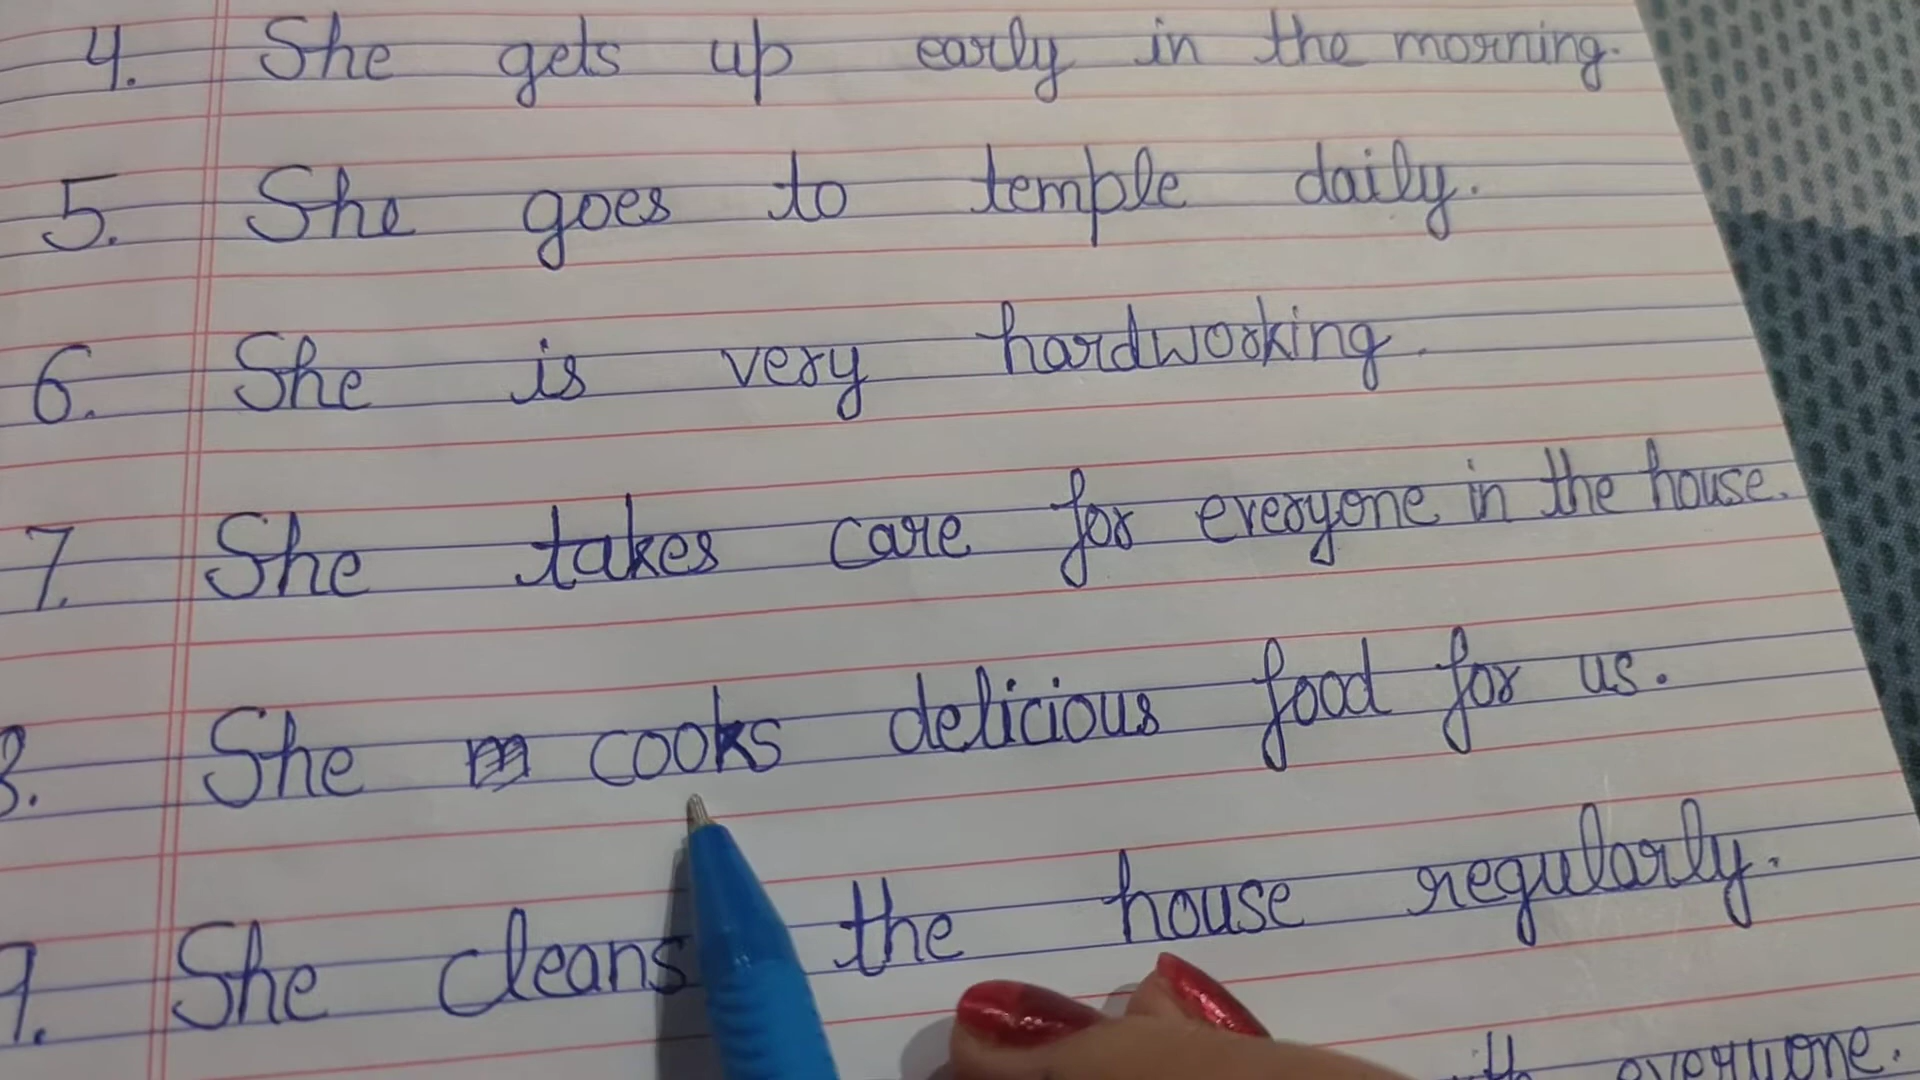 4. She gets up early in the morning.
5. She goes to temple daily.
6. She is very hardworking.
7. She takes care for everyone in the house.
8. She cooks delicious food for us.
9. She cleans the house regularly.
everyone.